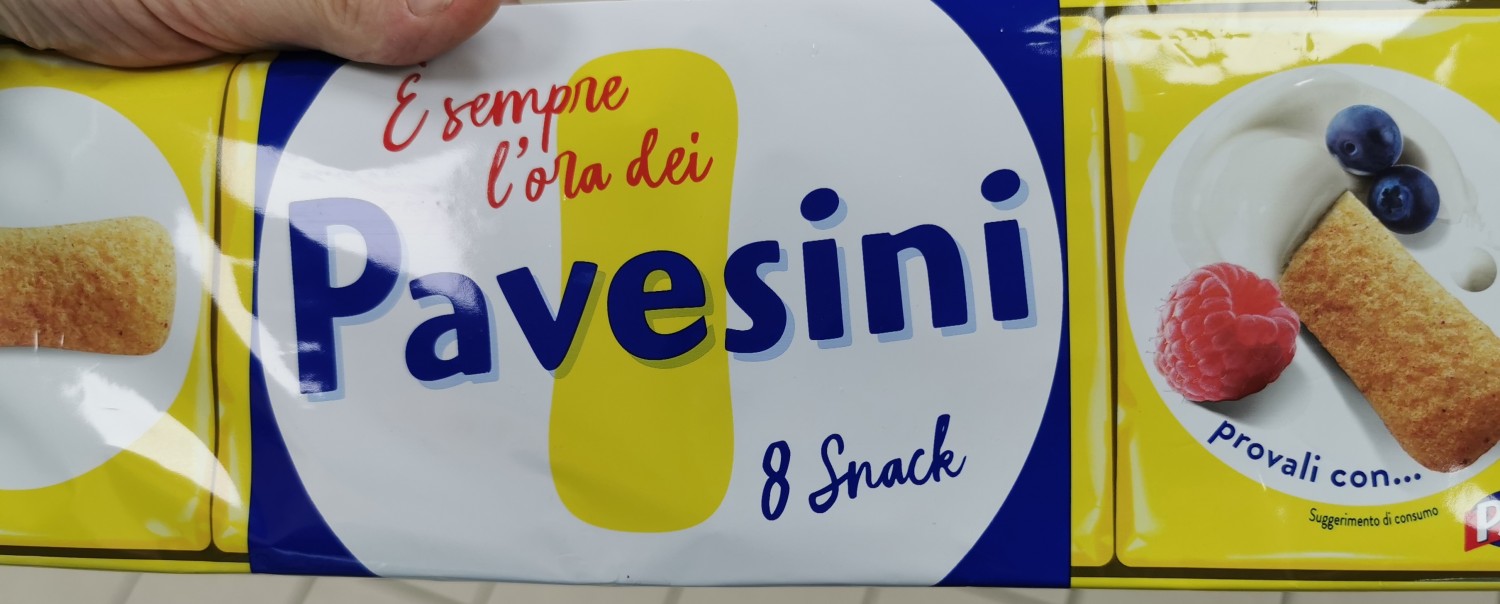 È sempre
l'ora dei
Pavesini
8 Snack
provali con...
Suggerimento di consumo